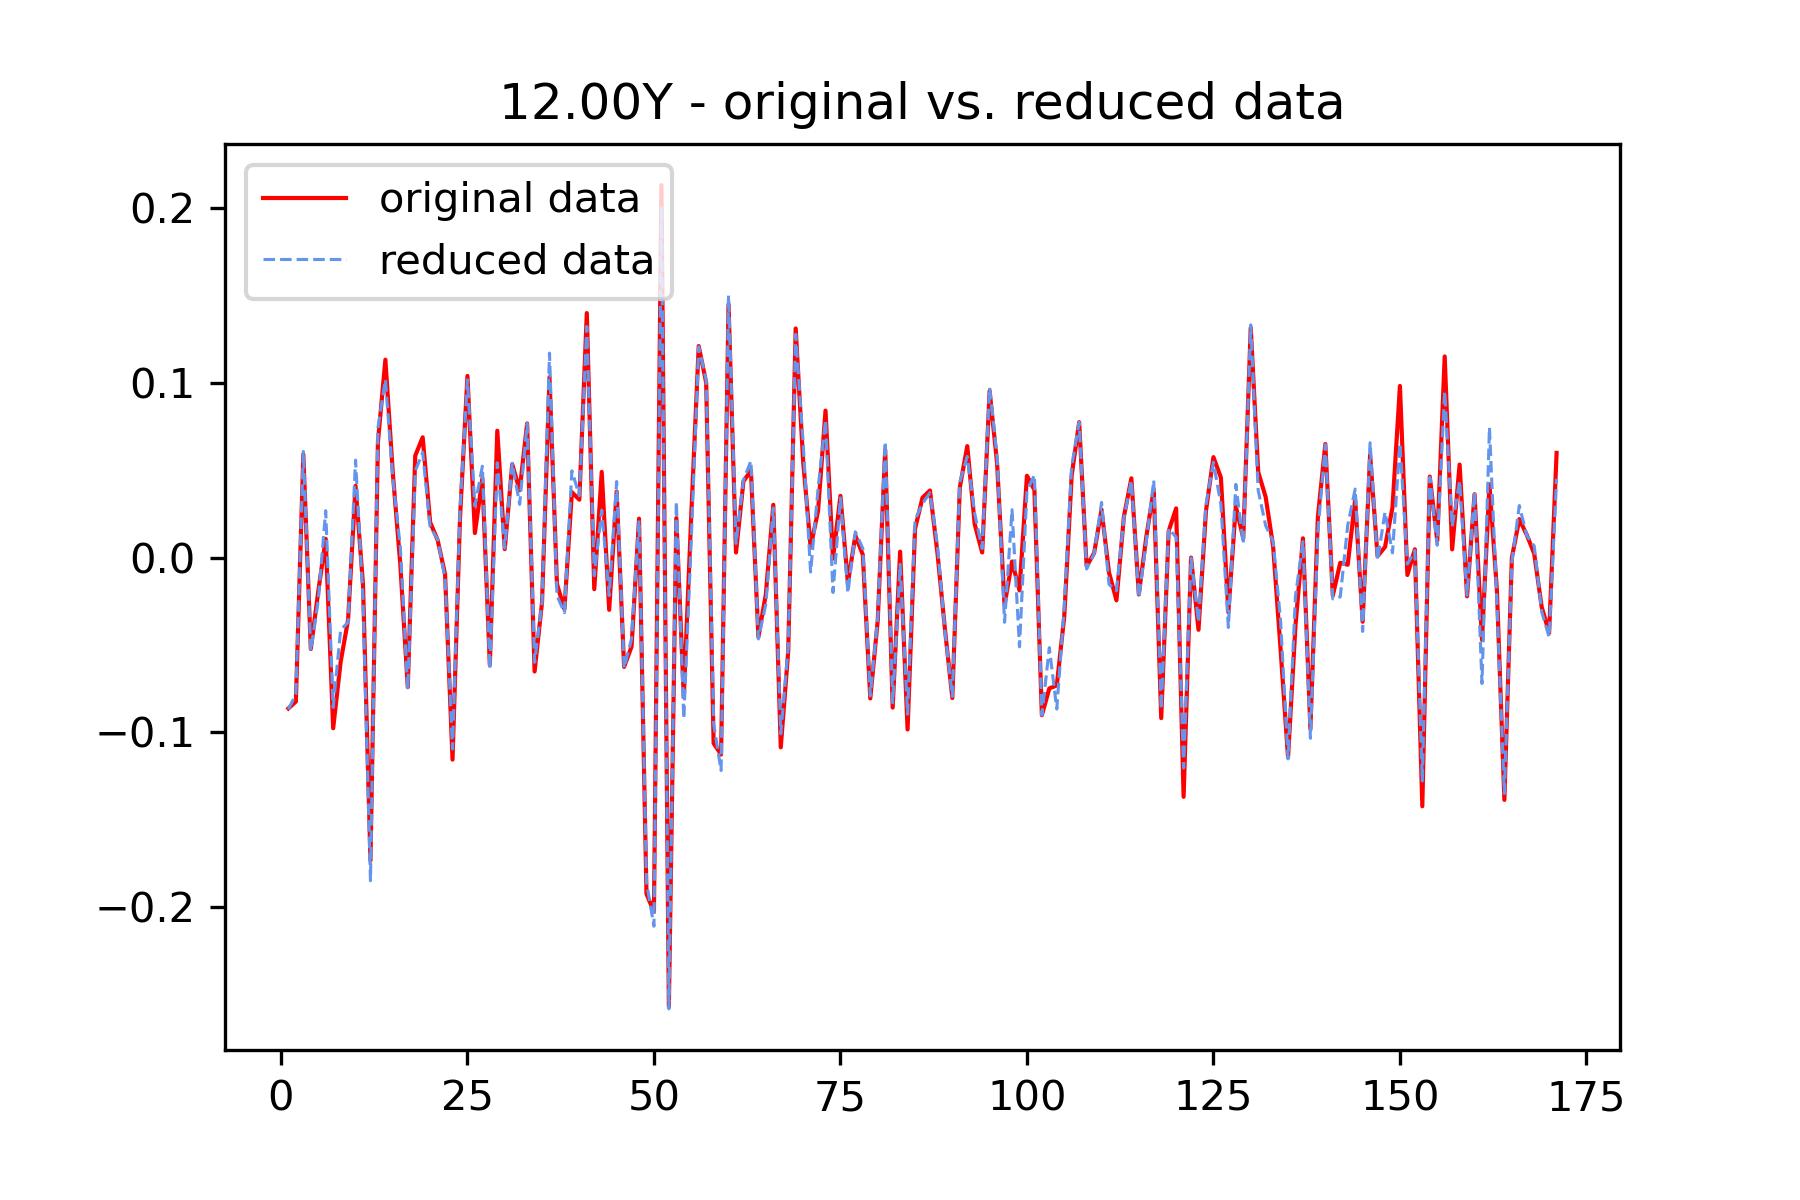 12.00Y - original vs. reduced data
original data
reduced data
0.2
0.1
0.0
−0.1
−0.2
0 25 50 75 100 125 150 175